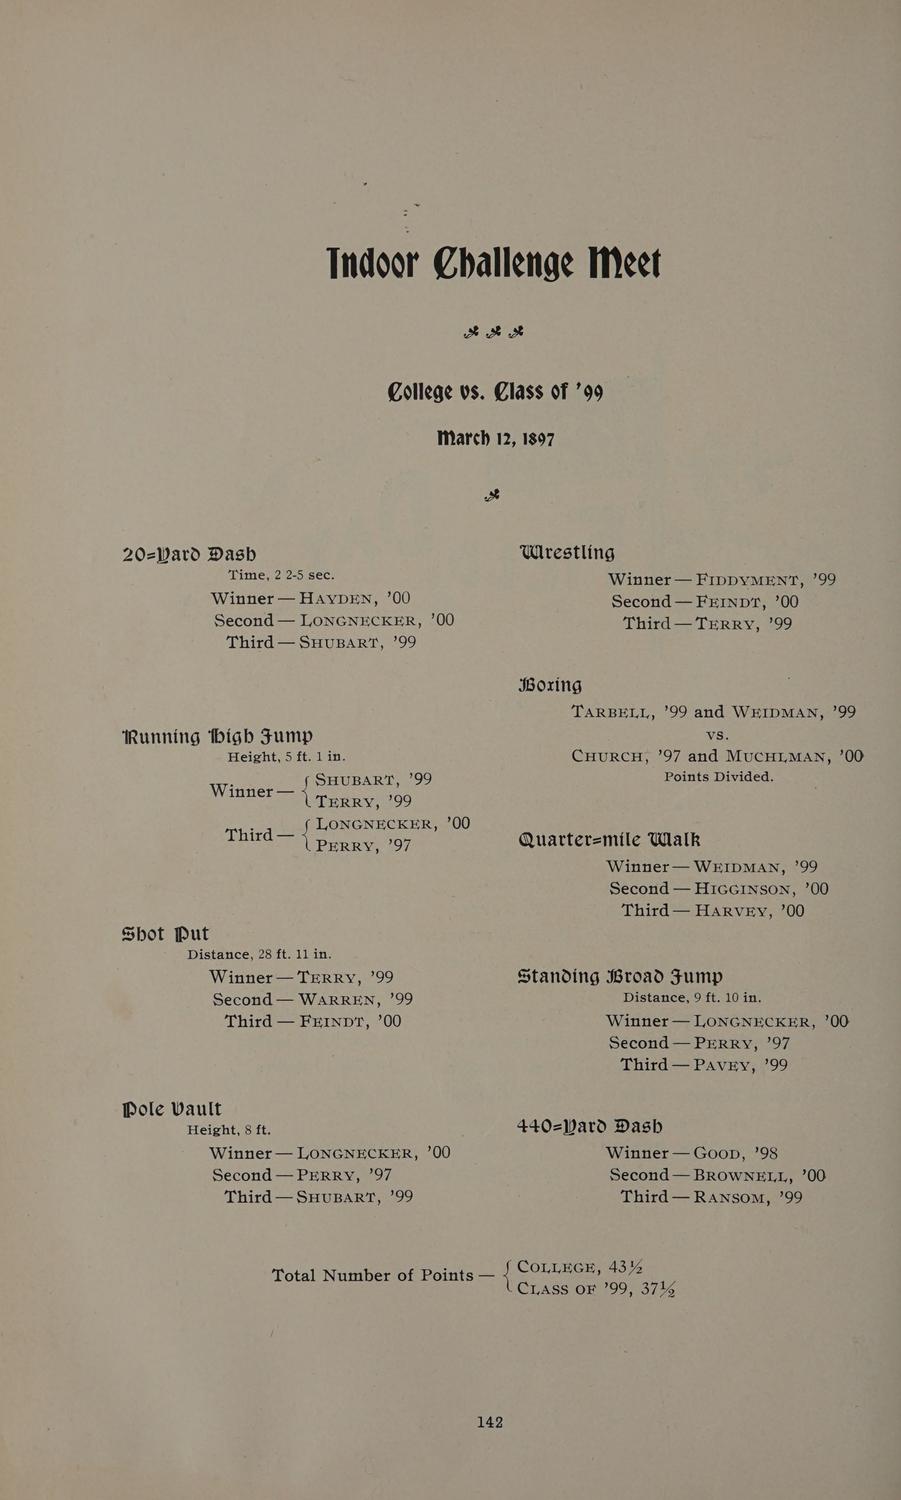 Indoor Challenge Meet
College vs. Class of ’99
March 12, 1897
20-Yard Dash
Time, 2 2-5 sec.
Winner — HAYDEN, ’00
Second — LONGNECKER, ’00
Third — SHUBART, ’99
Running High Jump
Height, 5 ft. 1 in.
Winner — { SHUBART, ’99
TERRY, ’99
Third — { LONGNECKER, ’00
PERRY, ’97
Shot Put
Distance, 28 ft. 11 in.
Winner — TERRY, ’99
Second — WARREN, ’99
Third — FEINDT, ’00
Pole Vault
Height, 8 ft.
Winner — LONGNECKER, ’00
Second — PERRY, ’97
Third — SHUBART, ’99
Wrestling
Winner — FIDDYMENT, ’99
Second — FEINDT, ’00
Third — TERRY, ’99
Boxing
TARBELL, ’99 and WEIDMAN, ’99
vs.
CHURCH, ’97 and MUCHLMAN, ’00
Points Divided.
Quarter-mile Walk
Winner — WEIDMAN, ’99
Second — HIGGINSON, ’00
Third — HARVEY, ’00
Standing Broad Jump
Distance, 9 ft. 10 in.
Winner — LONGNECKER, ’00
Second — PERRY, ’97
Third — PAVEY, ’99
440-Yard Dash
Winner — GOOD, ’98
Second — BROWNELL, ’00
Third — RANSOM, ’99
Total Number of Points — { COLLEGE, 43½
CLASS OF ’99, 37½
142